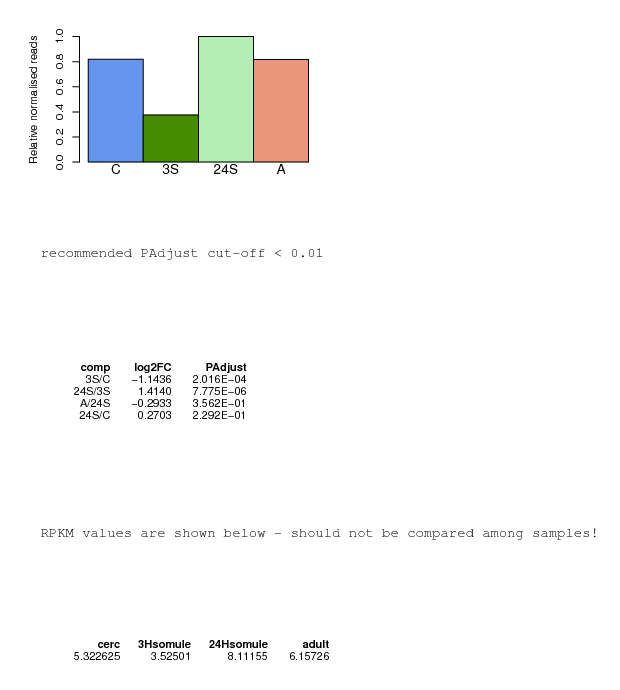 Relative normalised reads
1.0
0.8
0.6
0.4
0.2
0.0
C 3S 24S A
recommended PAdjust cut-off < 0.01
comp log2FC PAdjust
3S/C −1.1436 2.016E−04
24S/3S 1.4140 7.775E−06
A/24S −0.2933 3.562E−01
24S/C 0.2703 2.292E−01
RPKM values are shown below - should not be compared among samples!
cerc 3Hsomule 24Hsomule adult
5.322625 3.52501 8.11155 6.15726